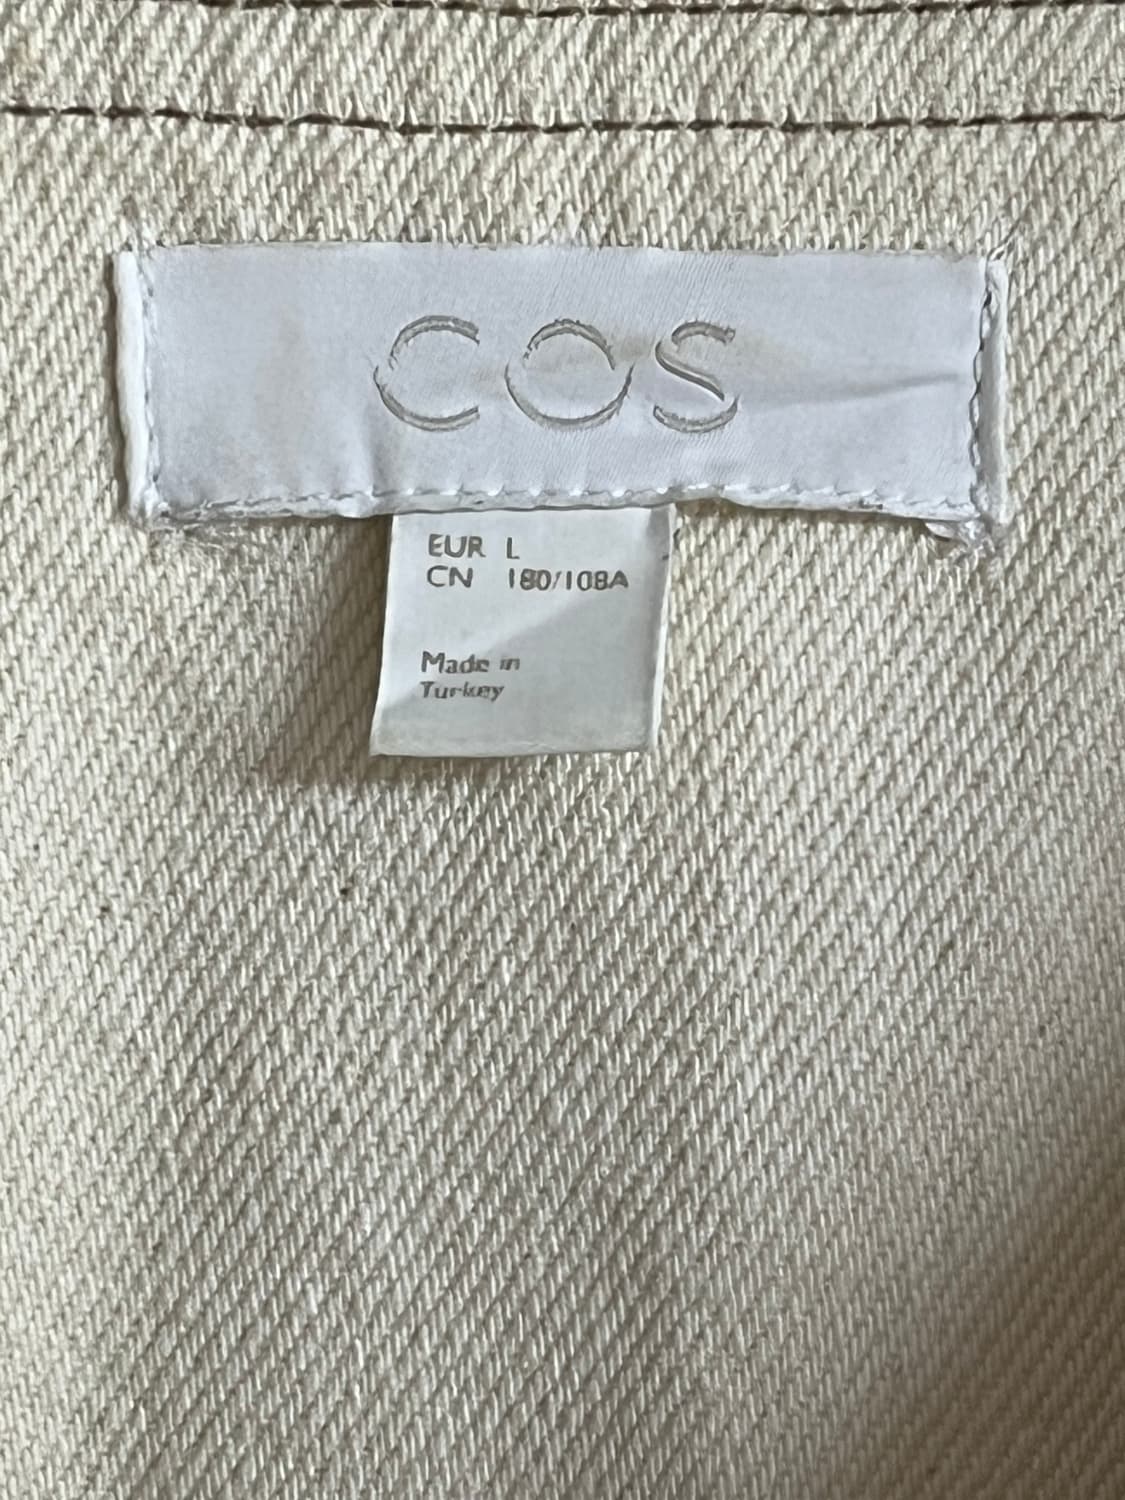 COS
EUR L
CN 180/108A
Made in
Turkey